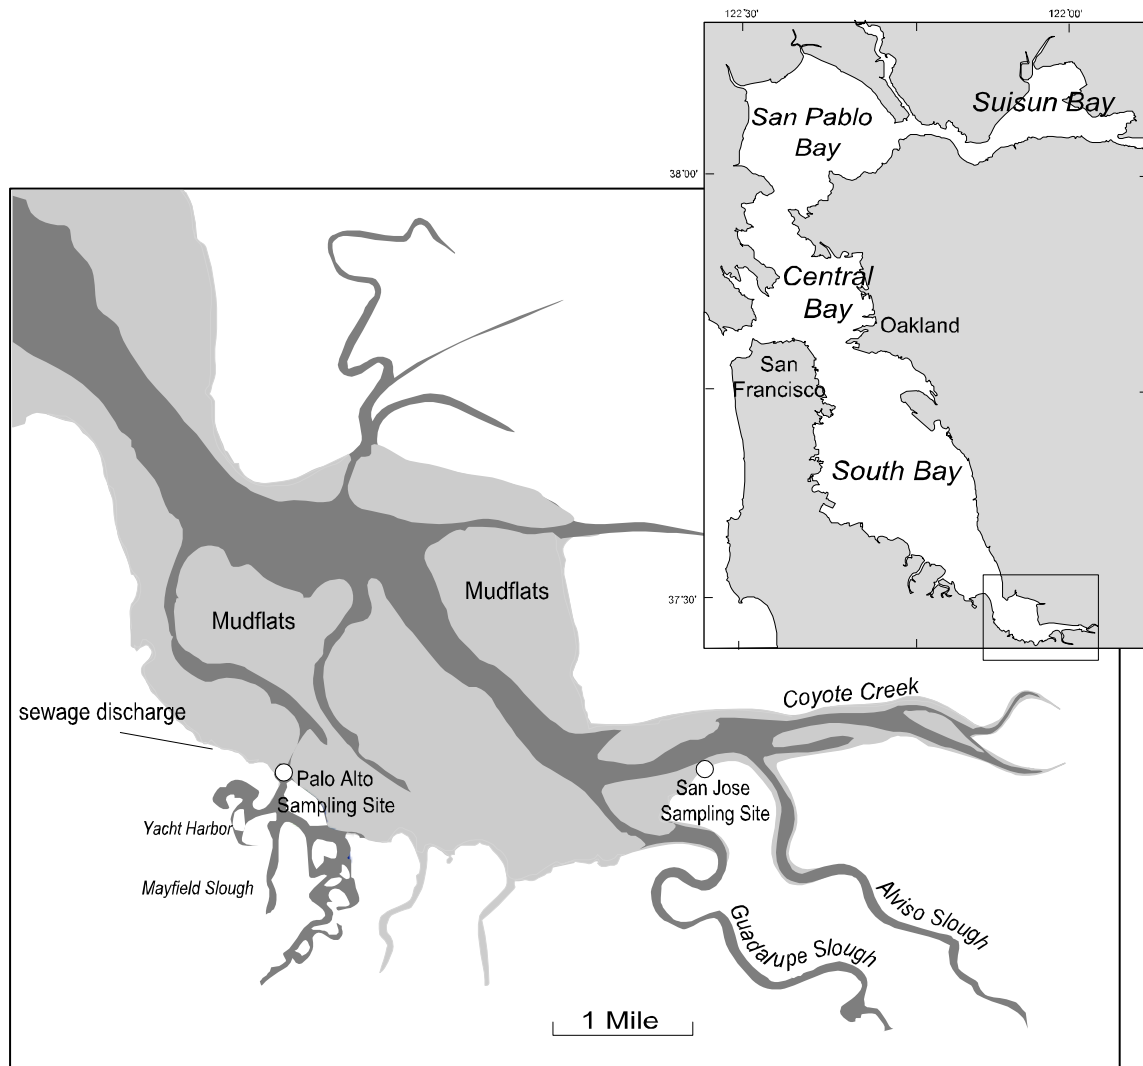 122°30'
122°00'
Suisun Bay
San Pablo
Bay
38°00'
Central
Bay
Oakland
San
Francisco
South Bay
37°30'
Mudflats
Mudflats
Coyote Creek
sewage discharge
Palo Alto
Sampling Site
San Jose
Sampling Site
Yacht Harbor
Mayfield Slough
Alviso Slough
Guadalupe Slough
1 Mile